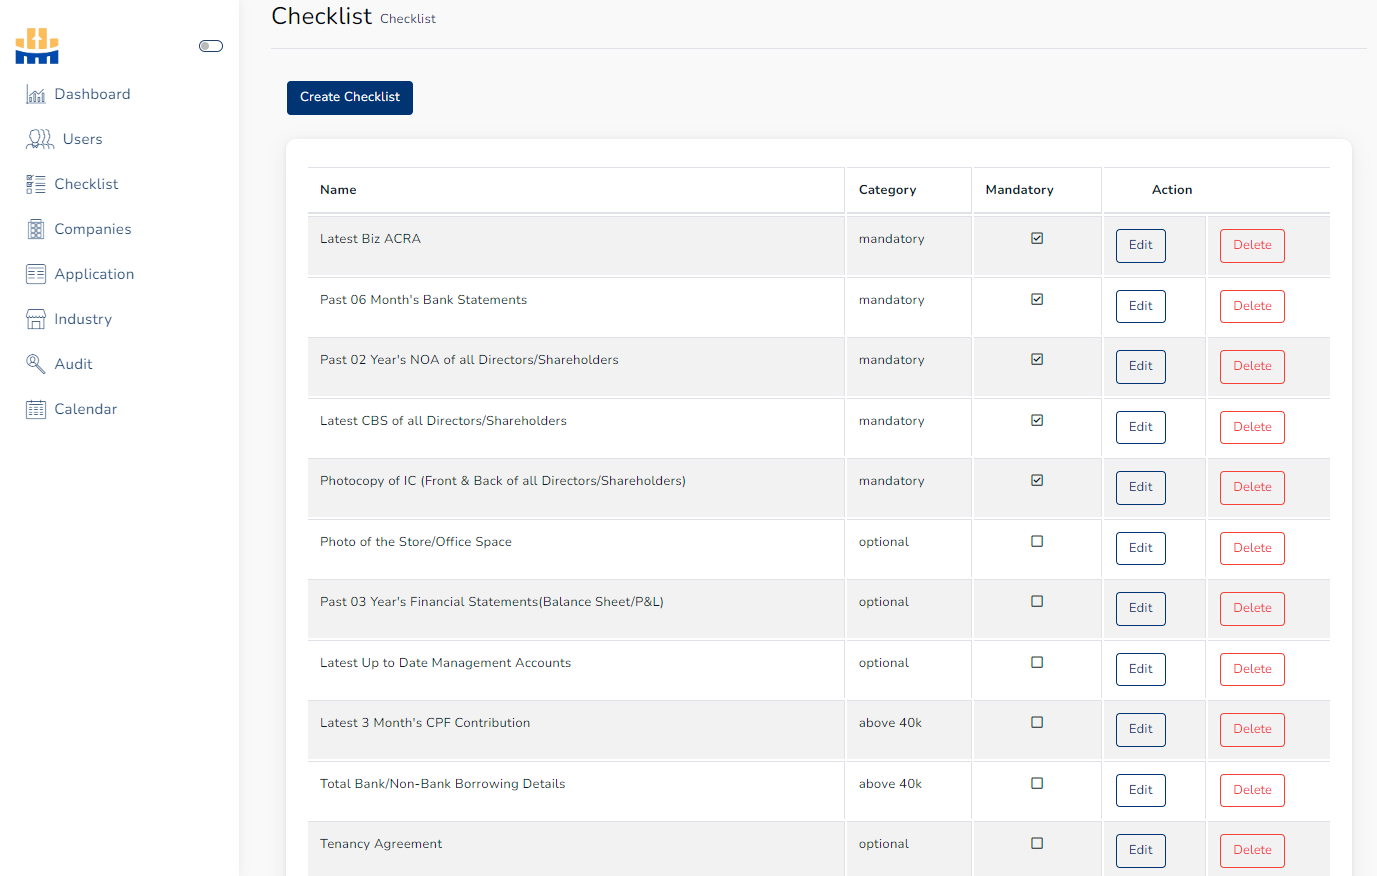 Checklist Checklist
Dashboard
Users
Checklist
Companies
Application
Industry
Audit
Calendar
Create Checklist
Name Category Mandatory Action
Latest Biz ACRA mandatory Edit Delete
Past 06 Month's Bank Statements mandatory Edit Delete
Past 02 Year's NOA of all Directors/Shareholders mandatory Edit Delete
Latest CBS of all Directors/Shareholders mandatory Edit Delete
Photocopy of IC (Front & Back of all Directors/Shareholders) mandatory Edit Delete
Photo of the Store/Office Space optional Edit Delete
Past 03 Year's Financial Statements(Balance Sheet/P&L) optional Edit Delete
Latest Up to Date Management Accounts optional Edit Delete
Latest 3 Month's CPF Contribution above 40k Edit Delete
Total Bank/Non-Bank Borrowing Details above 40k Edit Delete
Tenancy Agreement optional Edit Delete